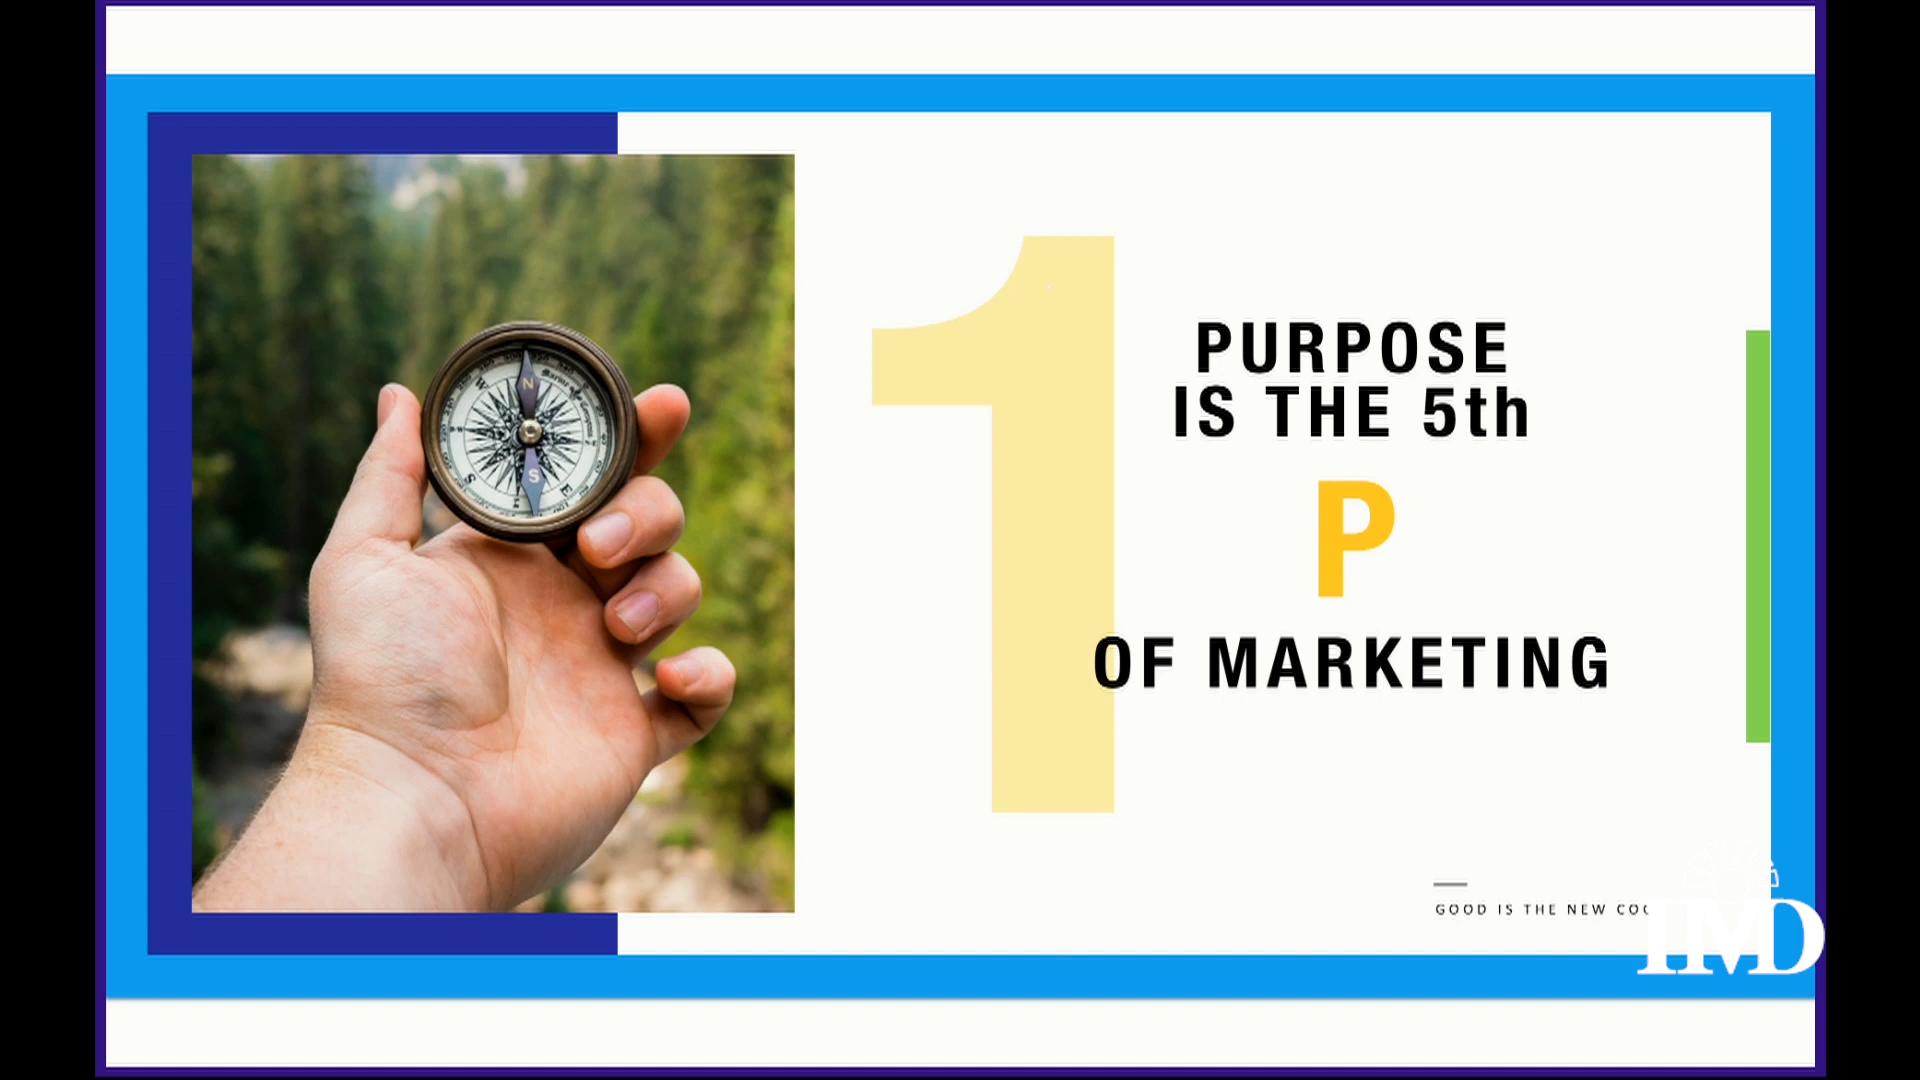 1
PURPOSE
IS THE 5th
P
OF MARKETING
GOOD IS THE NEW
IMD
N
S
W
S
E